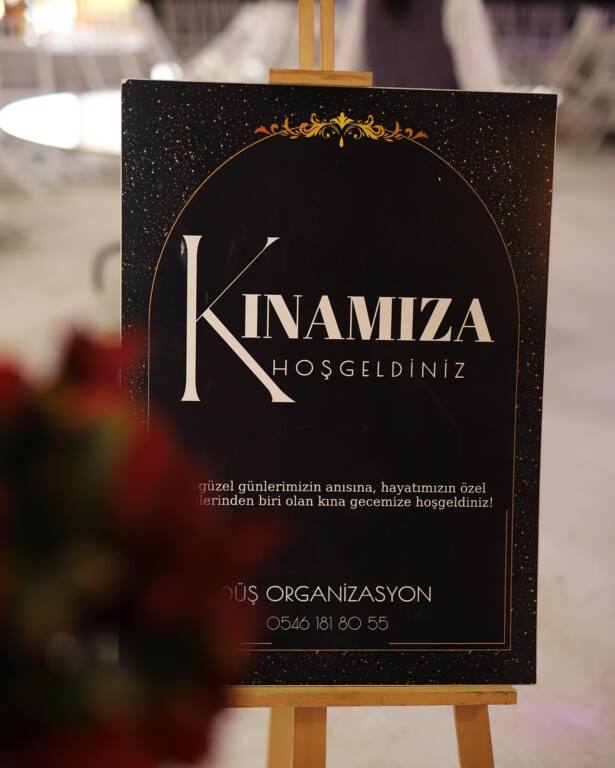 KINAMIZA
HOŞGELDİNİZ
güzel günlerimizin anısına, hayatımızın özel
biri olan kına gecemize hoşgeldiniz!
DÜŞ ORGANİZASYON
0546 181 80 55